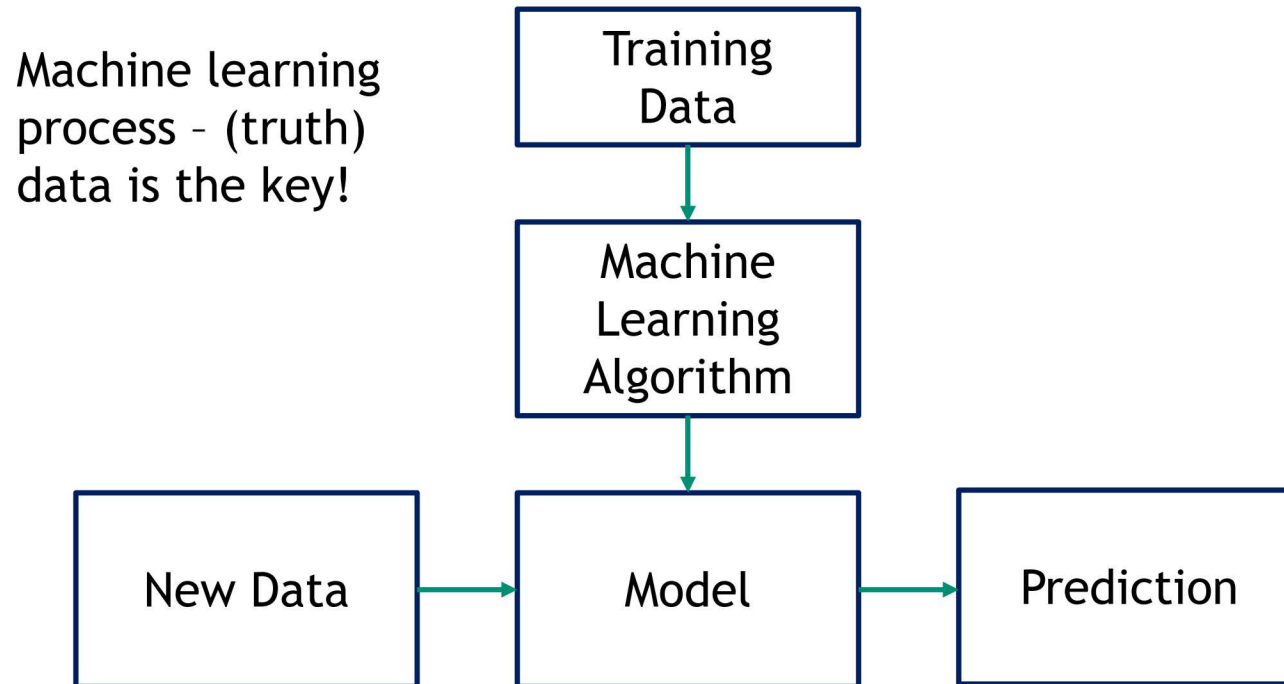 Machine learning
process – (truth)
data is the key!
Training
Data
Machine
Learning
Algorithm
New Data
Model
Prediction